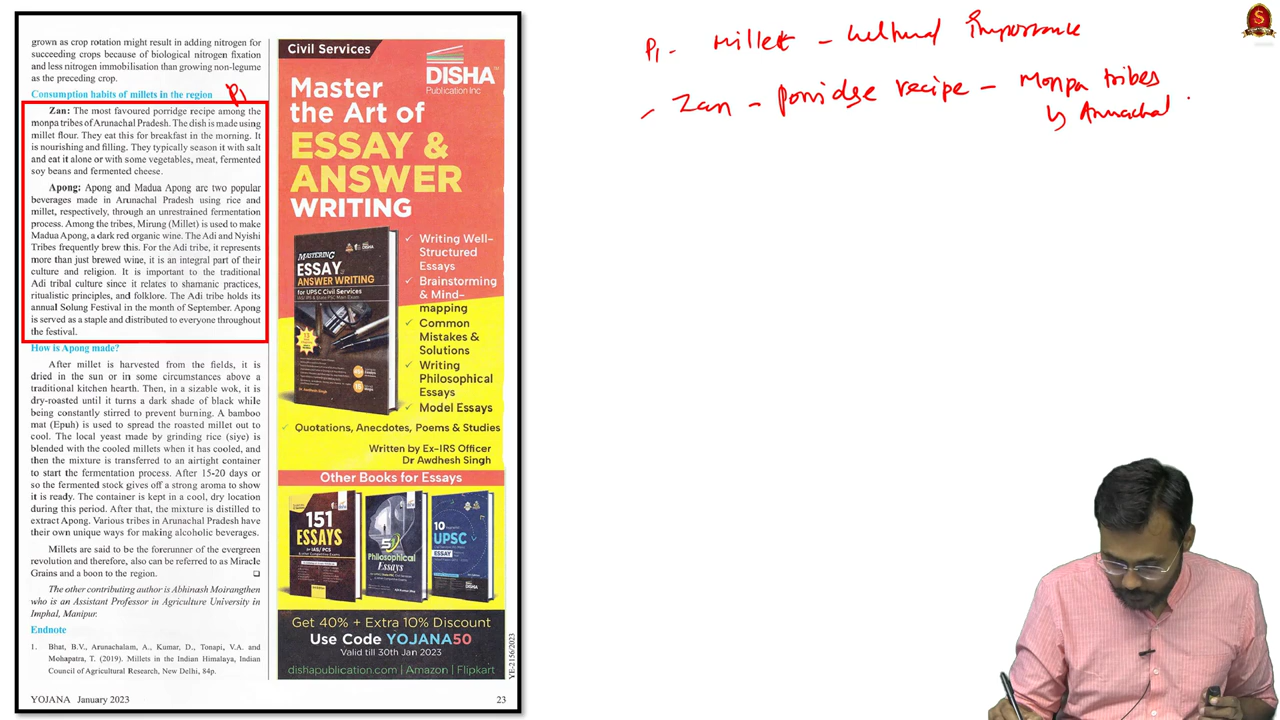 grown as crop rotation might result in adding nitrogen for
succeeding crops because of biological nitrogen fixation
and less nitrogen immobilisation than growing non-legume
as the preceding crop.
Consumption habits of millets in the region
P1
Zan: The most favoured porridge recipe among the
monpa tribes of Arunachal Pradesh. The dish is made using
millet flour. They eat this for breakfast in the morning. It
is nourishing and filling. They typically season it with salt
and eat it alone or with some vegetables, meat, fermented
soy beans and fermented cheese.
Apong: Apong and Madua Apong are two popular
beverages made in Arunachal Pradesh using rice and
millet, respectively, through an unrestrained fermentation
process. Among the tribes, Mirung (Millet) is used to make
Madua Apong, a dark red organic wine. The Adi and Nyishi
Tribes frequently brew this. For the Adi tribe, it represents
more than just brewed wine, it is an integral part of their
culture and religion. It is important to the traditional
Adi tribal culture since it relates to shamanic practices,
ritualistic principles, and folklore. The Adi tribe holds its
annual Solung Festival in the month of September. Apong
is served as a staple and distributed to everyone throughout
the festival.
How is Apong made?
After millet is harvested from the fields, it is
dried in the sun or in some circumstances above a
traditional kitchen hearth. Then, in a sizable wok, it is
dry-roasted until it turns a dark shade of black while
being constantly stirred to prevent burning. A bamboo
mat (Epuh) is used to spread the roasted millet out to
cool. The local yeast made by grinding rice (siye) is
blended with the cooled millets when it has cooled, and
then the mixture is transferred to an airtight container
to start the fermentation process. After 15-20 days or
so the fermented stock gives off a strong aroma to show
it is ready. The container is kept in a cool, dry location
during this period. After that, the mixture is distilled to
extract Apong. Various tribes in Arunachal Pradesh have
their own unique ways for making alcoholic beverages.
Millets are said to be the forerunner of the evergreen
revolution and therefore, also can be referred to as Miracle
Grains and a boon to the region.
The other contributing author is Abhinash Moirangthen
who is an Assistant Professor in Agriculture University in
Imphal, Manipur.
Endnote
1. Bhat, B.V., Arunachalam, A., Kumar, D., Tonapi, V.A. and
Mohapatra, T. (2019). Millets in the Indian Himalaya, Indian
Council of Agricultural Research, New Delhi, 84p.
YOJANA January 2023
23
Civil Services
DISHA
Publication Inc
Master
the Art of
ESSAY &
ANSWER
WRITING
MASTERING
ESSAY
ANSWER WRITING
for UPSC Civil Services
✓ Writing Well-
Structured
Essays
✓ Brainstorming
& Mind-
mapping
✓ Common
Mistakes &
Solutions
✓ Writing
Philosophical
Essays
✓ Model Essays
✓ Quotations, Anecdotes, Poems & Studies
Written by Ex-IRS Officer
Dr Awdhesh Singh
Other Books for Essays
151
ESSAYS
Philosophical
Essays
10
UPSC
ESSAY
Get 40% + Extra 10% Discount
Use Code YOJANA50
Valid till 30th Jan 2023
dishapublication.com | Amazon | Flipkart
YE-2156/2023
P1 - Millet - Cultural Importance
- Zan - porridge recipe - Monpa tribes
by Arunachal.
S